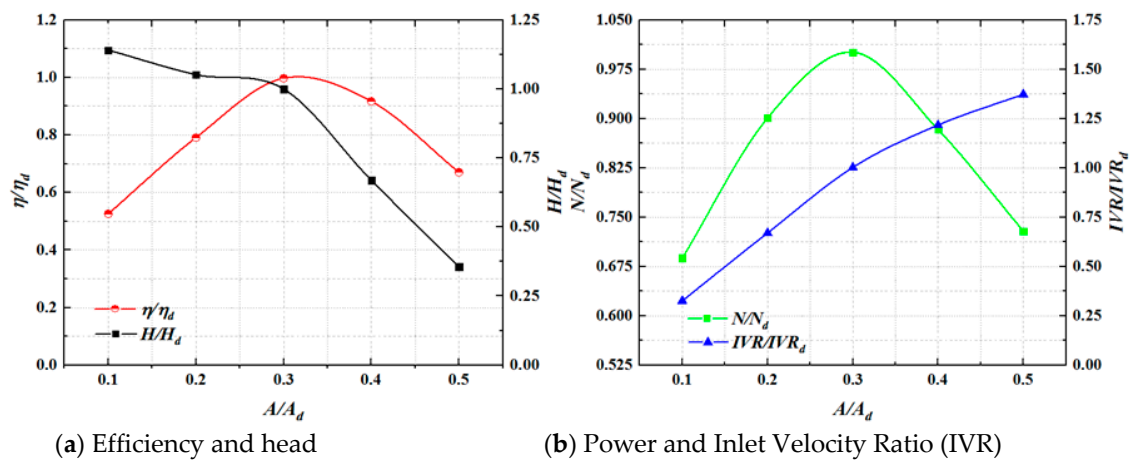 1.2
1.0
0.8
0.6
0.4
0.2
0.0
η/η_d
1.25
1.00
0.75
0.50
0.25
0.00
H/H_d
η/η_d
H/H_d
0.1 0.2 0.3 0.4 0.5
A/A_d
(a) Efficiency and head
1.050
0.975
0.900
0.825
0.750
0.675
0.600
0.525
N/N_d
1.75
1.50
1.25
1.00
0.75
0.50
0.25
0.00
IVR/IVR_d
N/N_d
IVR/IVR_d
0.1 0.2 0.3 0.4 0.5
A/A_d
(b) Power and Inlet Velocity Ratio (IVR)